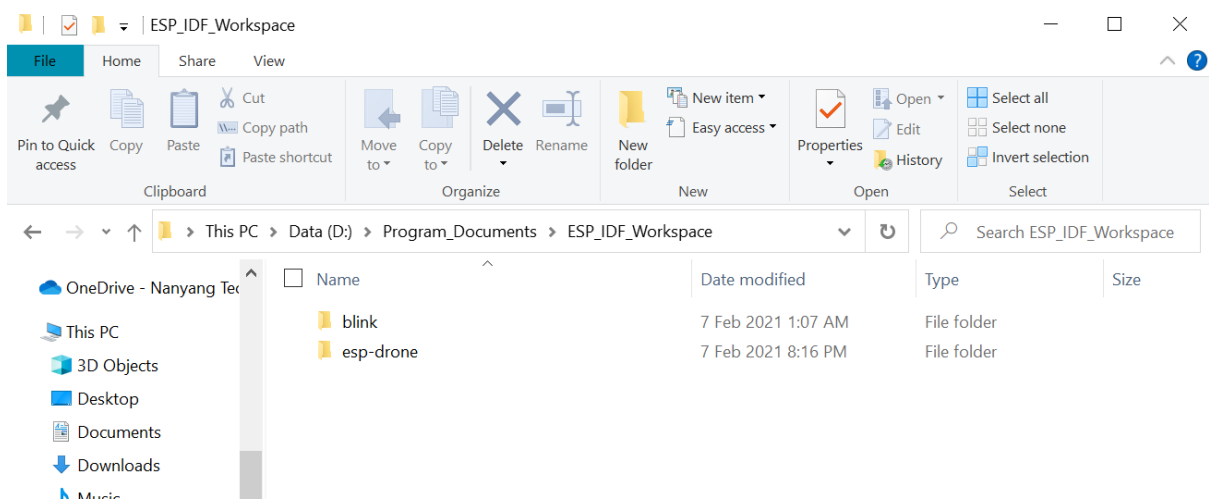 ESP_IDF_Workspace
File Home Share View
Pin to Quick access
Copy
Paste
Cut
Copy path
Paste shortcut
Clipboard
Move to
Copy to
Delete
Rename
Organize
New folder
New item
Easy access
New
Properties
Open
Edit
History
Open
Select all
Select none
Invert selection
Select
This PC > Data (D:) > Program_Documents > ESP_IDF_Workspace
Search ESP_IDF_Workspace
OneDrive - Nanyang Tec
This PC
3D Objects
Desktop
Documents
Downloads
Music
Name Date modified Type Size
blink 7 Feb 2021 1:07 AM File folder
esp-drone 7 Feb 2021 8:16 PM File folder